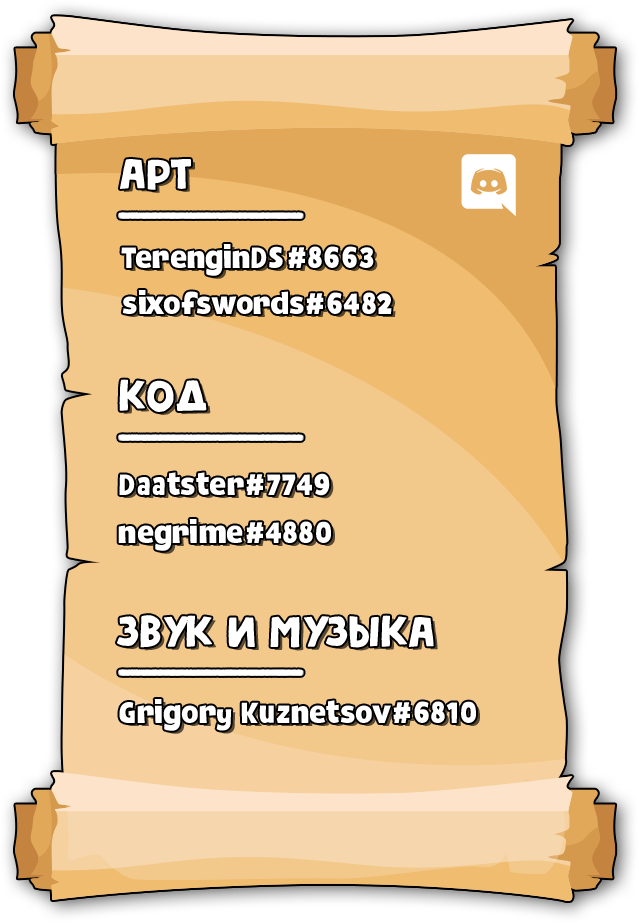 АРТ
TerenginDS#8663
sixofswords#6482
КОД
Daatster#7749
negrime#4880
ЗВУК И МУЗЫКА
Grigory Kuznetsov#6810